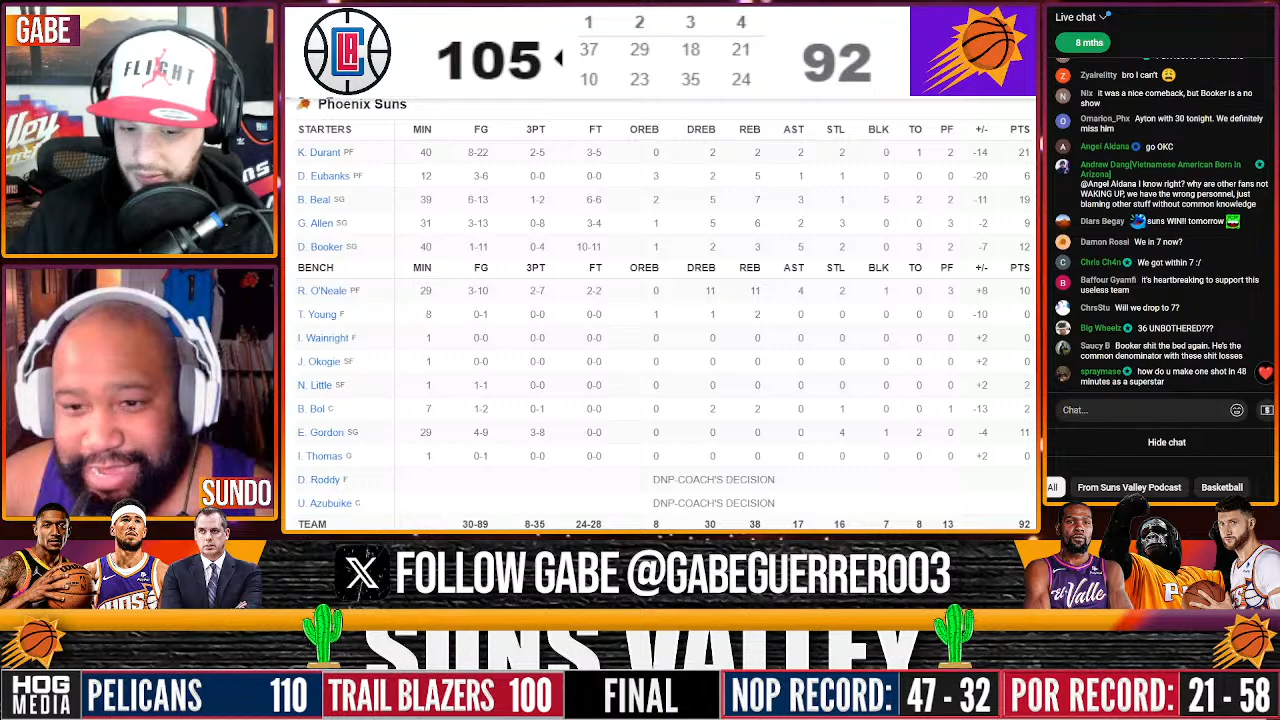 GABE
FLIGHT
SUNDO
105
1 2 3 4
37 29 18 21
10 23 35 24
92
Phoenix Suns
STARTERS MIN FG 3PT FT OREB DREB REB AST STL BLK TO PF +/- PTS
K. Durant PF 40 8-22 2-5 3-5 0 2 2 2 2 0 1 2 -14 21
D. Eubanks PF 12 3-6 0-0 0-0 3 2 5 1 1 0 0 0 -20 6
B. Beal SG 39 6-13 1-2 6-6 2 5 7 3 1 5 2 2 -11 19
G. Allen SG 31 3-13 0-8 3-4 1 5 6 2 3 0 0 3 -2 9
D. Booker SG 40 1-11 0-4 10-11 1 2 3 5 2 0 3 2 -7 12
BENCH MIN FG 3PT FT OREB DREB REB AST STL BLK TO PF +/- PTS
R. O'Neale PF 29 3-10 2-7 2-2 0 11 11 4 2 1 0 3 +8 10
T. Young F 8 0-1 0-0 0-0 1 1 2 0 0 0 0 0 -10 0
I. Wainright F 1 0-0 0-0 0-0 0 0 0 0 0 0 0 0 +2 0
J. Okogie SF 1 0-0 0-0 0-0 0 0 0 0 0 0 0 0 +2 0
N. Little SF 1 1-1 0-0 0-0 0 0 0 0 0 0 0 0 +2 2
B. Bol C 7 1-2 0-1 0-0 0 2 2 0 1 0 0 1 -13 2
E. Gordon SG 29 4-9 3-8 0-0 0 0 0 0 4 1 2 0 -4 11
I. Thomas G 1 0-1 0-0 0-0 0 0 0 0 0 0 0 0 +2 0
D. Roddy F DNP-COACH'S DECISION
U. Azubuike C DNP-COACH'S DECISION
TEAM 30-89 8-35 24-28 8 30 38 17 16 7 8 13 92
Live chat
8 mths
Zyairelitty bro I can't
Nix it was a nice comeback, but Booker is a no
show
Omarion_Phx Ayton with 30 tonight. We definitely
miss him
Angel Aldana go OKC
Andrew Dang[Vietnamese American Born in
Arizona]
@Angel Aldana I know right? why are other fans not
WAKING UP, we have the wrong personnel, just
blaming other stuff without common knowledge
DIars Begay suns WIN!! tomorrow
Damon Rossi We in 7 now?
Chris Ch4n We got within 7 :/
Baffour Gyamfi it's heartbreaking to support this
useless team
ChrsStu Will we drop to 7?
Big Wheelz 36 UNBOTHERED???
Saucy B Booker shit the bed again. He's the
common denominator with these shit losses
spraymase how do u make one shot in 48
minutes as a superstar
Chat...
Hide chat
All From Suns Valley Podcast Basketball
FOLLOW GABE @GABEGUERRERO03
SUNS VALLEY
HOG
MEDIA
PELICANS 110 TRAIL BLAZERS 100 FINAL NOP RECORD: 47 - 32 POR RECORD: 21 - 58